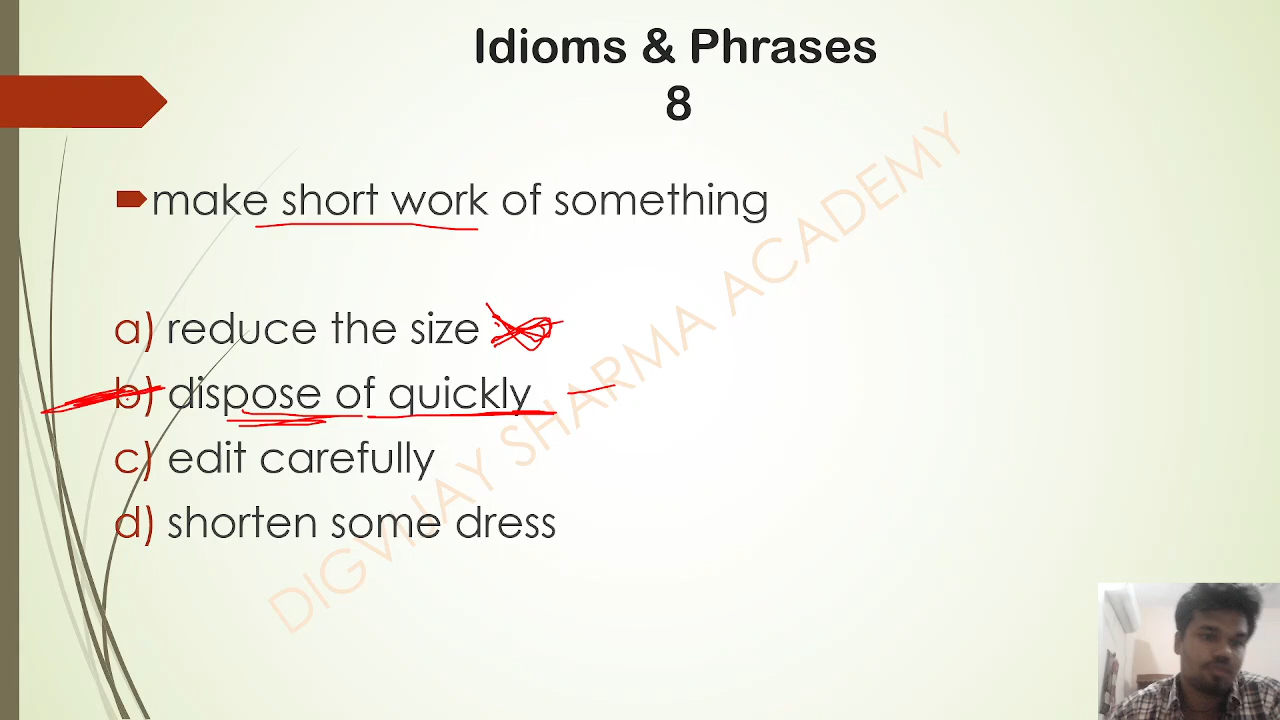 Idioms & Phrases
8
make short work of something
a) reduce the size
b) dispose of quickly
c) edit carefully
d) shorten some dress
DIGVIJAY SHARMA ACADEMY